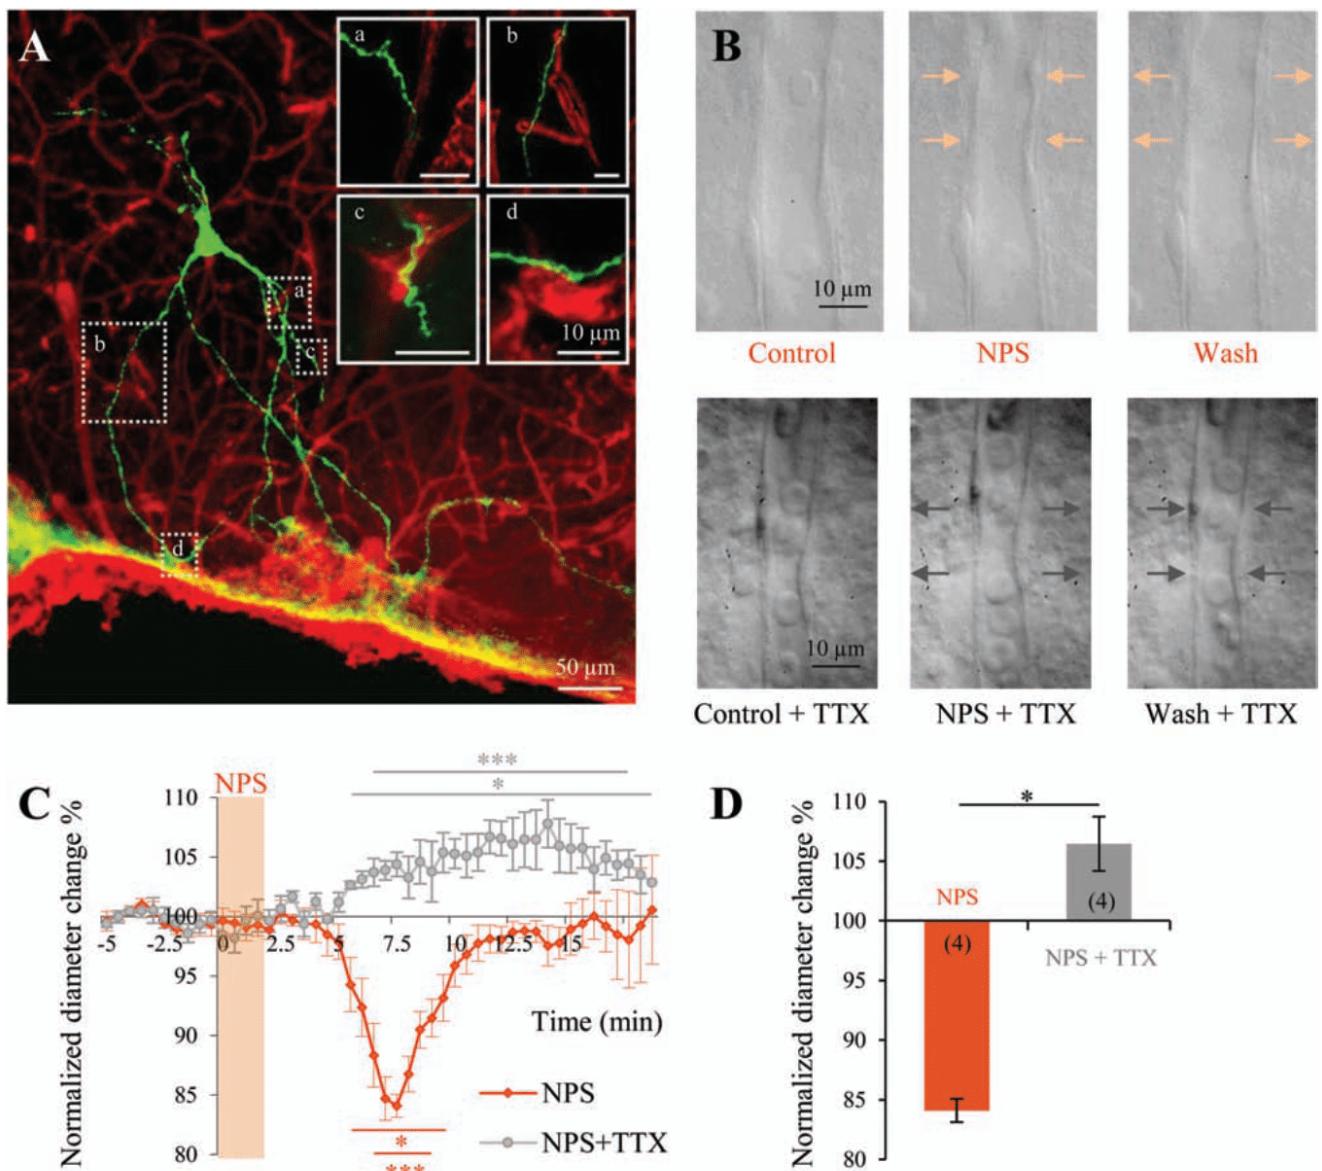 A
a
b
c
d
10 µm
a
b
c
d
50 µm
B
10 µm
Control
NPS
Wash
10 µm
Control + TTX
NPS + TTX
Wash + TTX
C
NPS
***
*
Normalized diameter change %
110
105
100
95
90
85
80
-5 -2.5 0 2.5 5 7.5 10 12.5 15
Time (min)
NPS
NPS+TTX
*
***
D
*
Normalized diameter change %
110
105
100
95
90
85
80
NPS
(4)
(4)
NPS + TTX